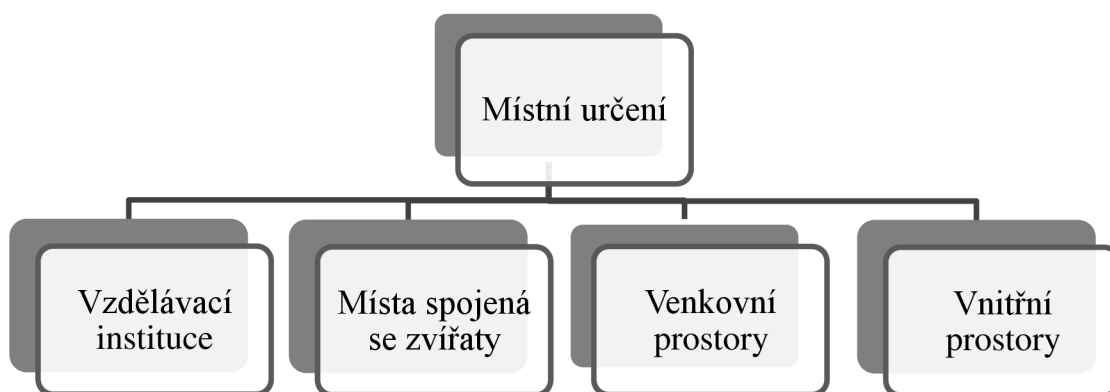 Místní určení
Vzdělávací
instituce
Místa spojená
se zvířaty
Venkovní
prostory
Vnitřní
prostory